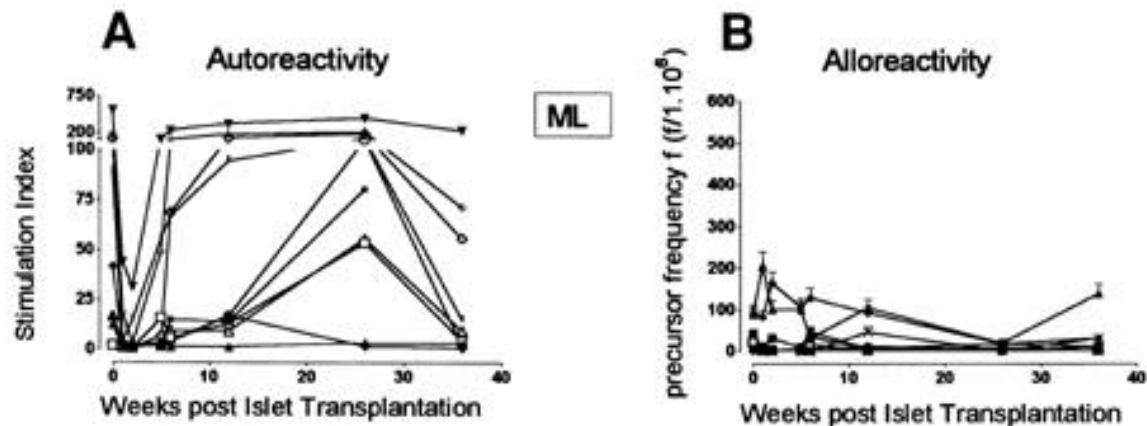 A
Autoreactivity
750
200
100
75
50
25
0
Stimulation Index
0 10 20 30 40
Weeks post Islet Transplantation
ML
B
Alloreactivity
600
500
400
300
200
100
0
precursor frequency f (f/1.10⁶)
0 10 20 30 40
Weeks post Islet Transplantation